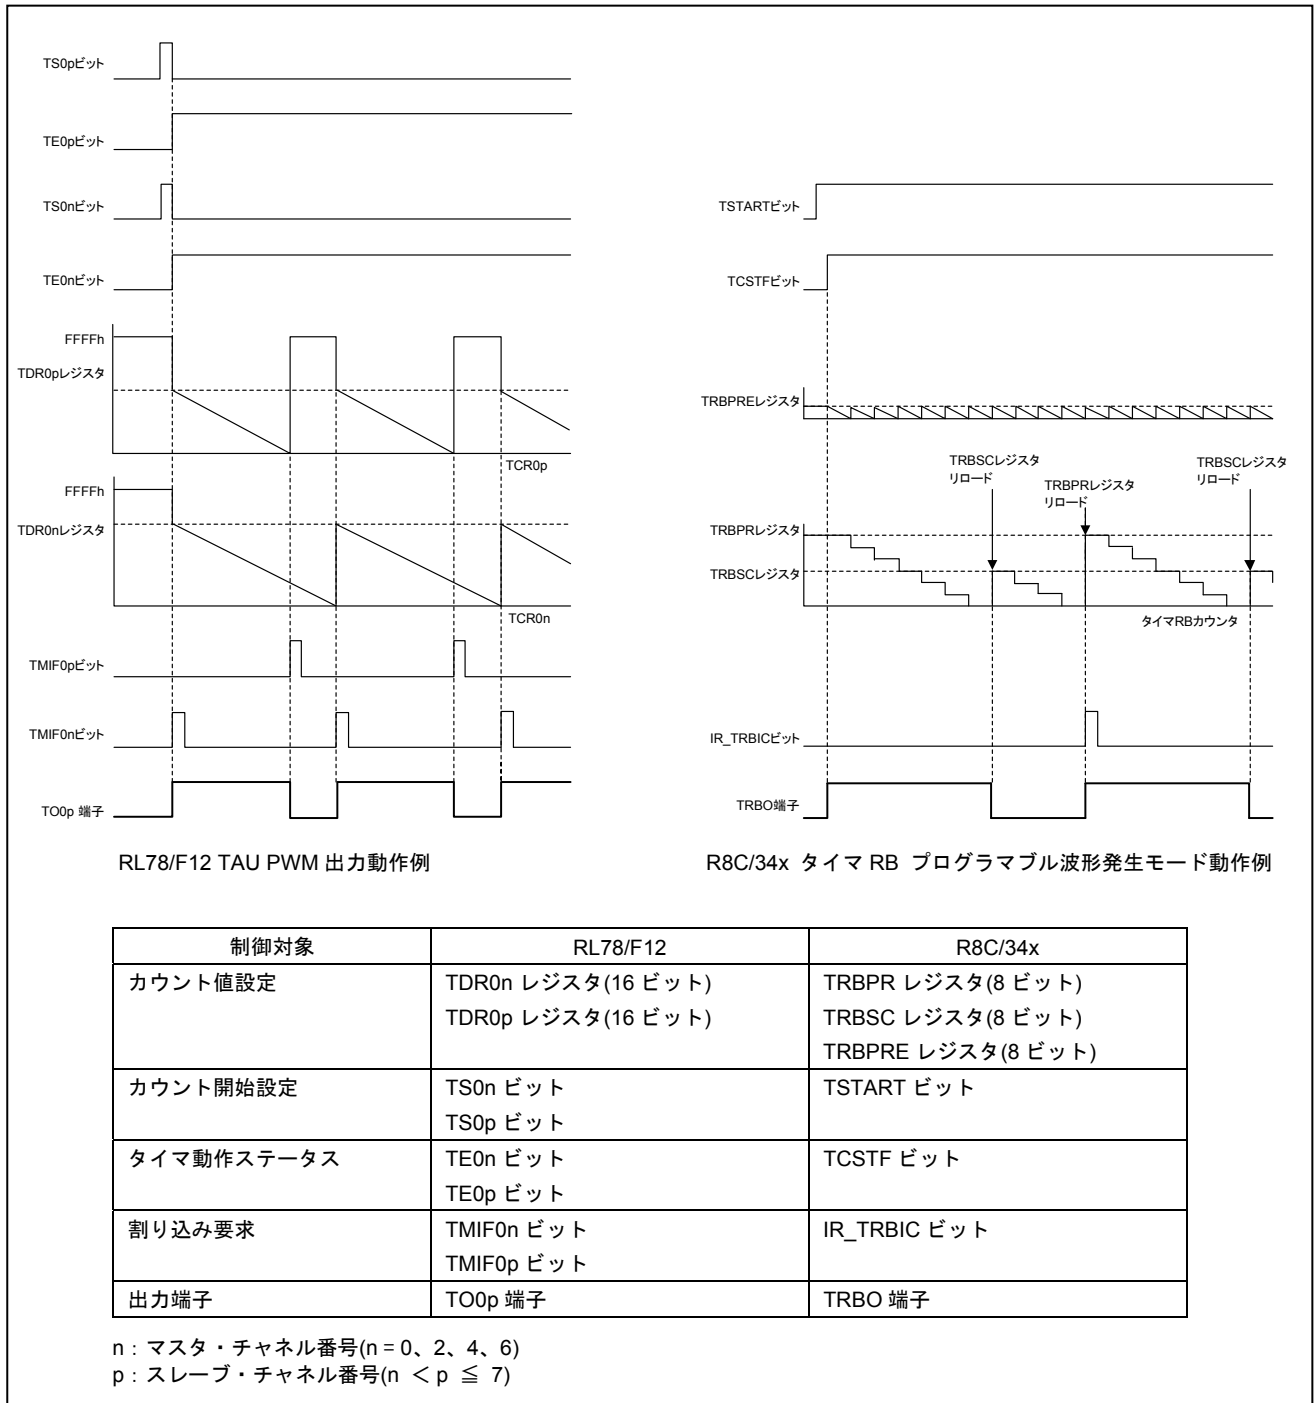 TS0pビット
TE0pビット
TS0nビット
TE0nビット
FFFFh
TDR0pレジスタ
TCR0p
FFFFh
TDR0nレジスタ
TCR0n
TMIF0pビット
TMIF0nビット
TO0p 端子
RL78/F12 TAU PWM 出力動作例
TSTARTビット
TCSTFビット
TRBPREレジスタ
TRBSCレジスタ
リロード
TRBPRレジスタ
リロード
TRBSCレジスタ
リロード
TRBPRレジスタ
TRBSCレジスタ
タイマRBカウンタ
IR_TRBICビット
TRBO端子
R8C/34x タイマ RB プログラマブル波形発生モード動作例
制御対象 RL78/F12 R8C/34x
カウント値設定 TDR0n レジスタ(16 ビット) TRBPR レジスタ(8 ビット)
TDR0p レジスタ(16 ビット) TRBSC レジスタ(8 ビット)
TRBPRE レジスタ(8 ビット)
カウント開始設定 TS0n ビット TSTART ビット
TS0p ビット
タイマ動作ステータス TE0n ビット TCSTF ビット
TE0p ビット
割り込み要求 TMIF0n ビット IR_TRBIC ビット
TMIF0p ビット
出力端子 TO0p 端子 TRBO 端子
n：マスタ・チャネル番号(n = 0、2、4、6)
p：スレーブ・チャネル番号(n ＜ p ≦ 7)